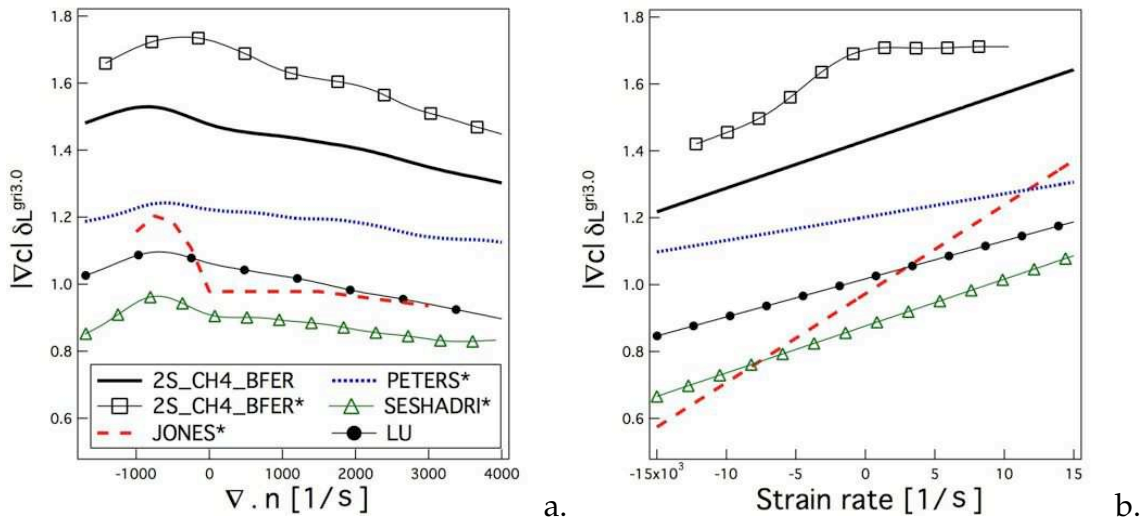 1.8
1.6
1.4
1.2
1.0
0.8
0.6
|∇c| δL^gri3.0
2S_CH4_BFER
2S_CH4_BFER*
JONES*
PETERS*
SESHADRI*
LU
-1000 0 1000 2000 3000 4000
∇ . n [1/s]
a.
1.8
1.6
1.4
1.2
1.0
0.8
0.6
|∇c| δL^gri3.0
-15x10³ -10 -5 0 5 10 15
Strain rate [1/s]
b.